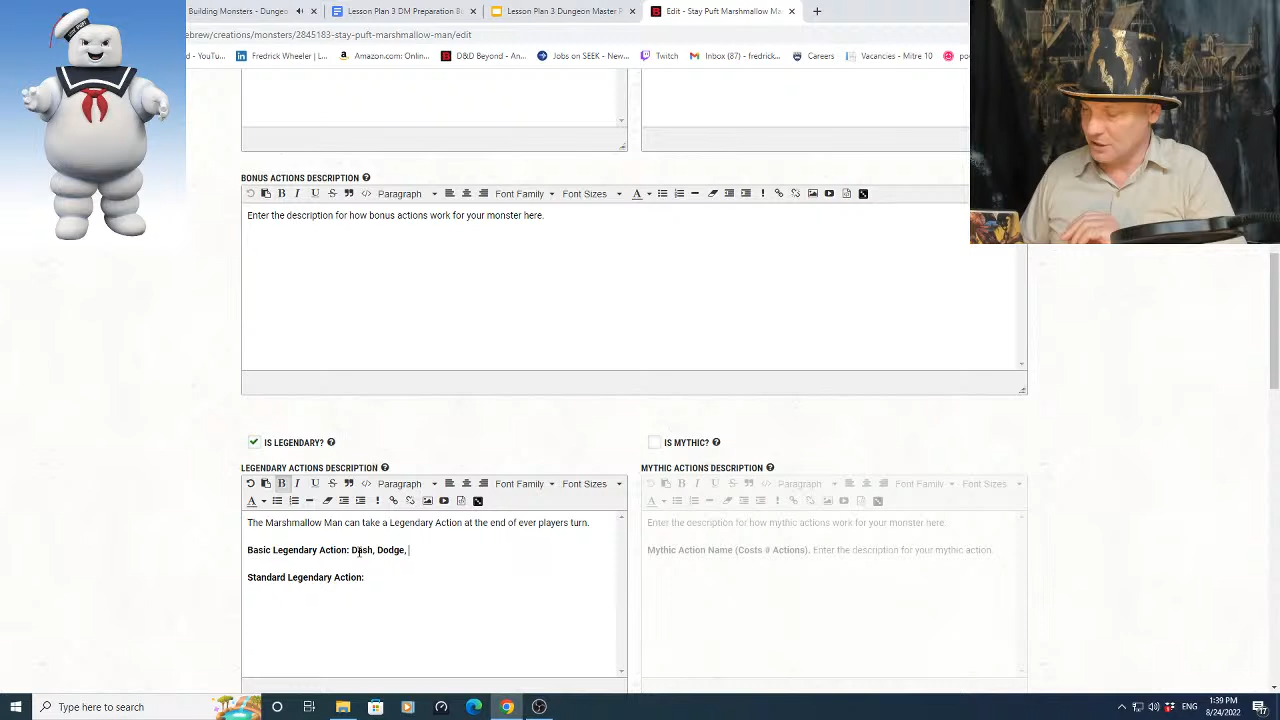 Building Monsters - Dungeo
Lesson Plan 3 DM Preparation B
Lesson Plan 3 Dungeon Master P
Edit - Stay Puft Marshmallow Ma
ebrew/creations/monsters/2845183-stay-puft-marshmallow-man/edit
d - YouTu...
Fredrick Wheeler | L...
Amazon.com: Onlin...
D&D Beyond - An...
Jobs on SEEK - New...
Twitch
Inbox (87) - fredrick...
Careers
Vacancies - Mitre 10
po
BONUS ACTIONS DESCRIPTION
Paragraph
Font Family
Font Sizes
Enter the description for how bonus actions work for your monster here.
IS LEGENDARY?
IS MYTHIC?
LEGENDARY ACTIONS DESCRIPTION
MYTHIC ACTIONS DESCRIPTION
Paragraph
Font Family
Font Sizes
Paragraph
Font Family
Font Sizes
The Marshmallow Man can take a Legendary Action at the end of ever players turn.
Enter the description for how mythic actions work for your monster here.
Basic Legendary Action: Dash, Dodge,
Mythic Action Name (Costs # Actions). Enter the description for your mythic action.
Standard Legendary Action:
Type here to search
ENG
1:39 PM
8/24/2022
17